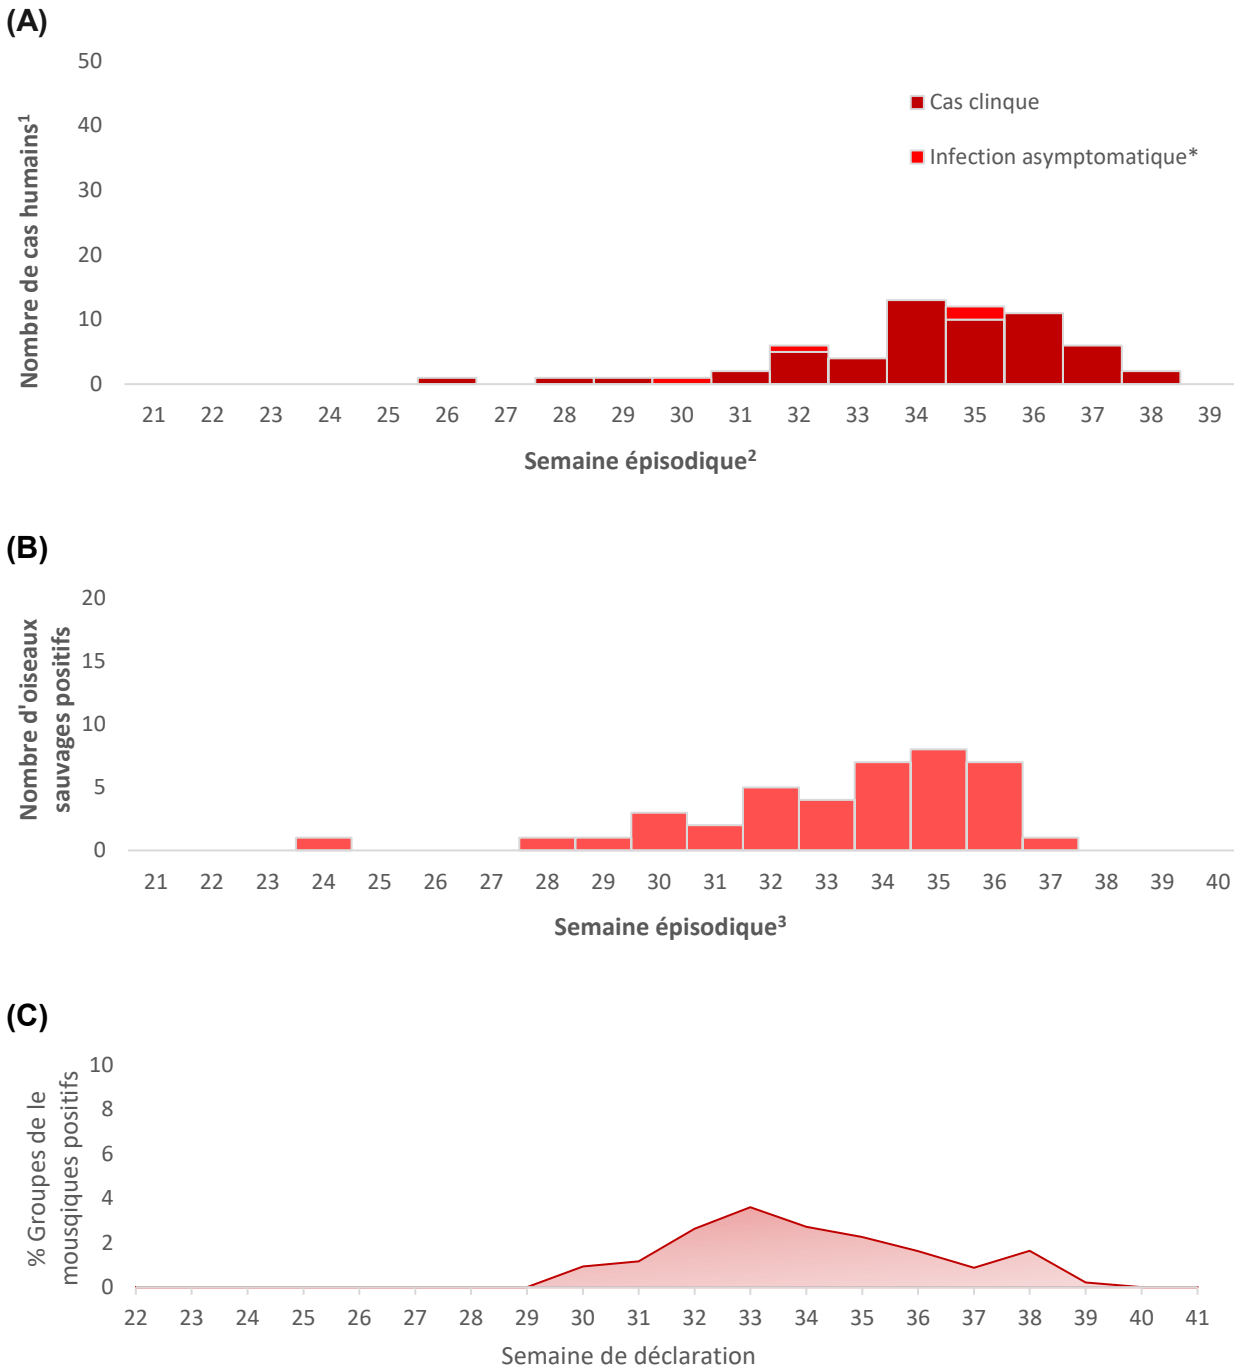 (A)
50
40
30
20
10
0
Nombre de cas humains¹
Cas clinque
Infection asymptomatique*
21 22 23 24 25 26 27 28 29 30 31 32 33 34 35 36 37 38 39
Semaine épisodique²
(B)
20
15
10
5
0
Nombre d'oiseaux
sauvages positifs
21 22 23 24 25 26 27 28 29 30 31 32 33 34 35 36 37 38 39 40
Semaine épisodique³
(C)
10
8
6
4
2
0
% Groupes de le
mousqiques positifs
22 23 24 25 26 27 28 29 30 31 32 33 34 35 36 37 38 39 40 41
Semaine de déclaration